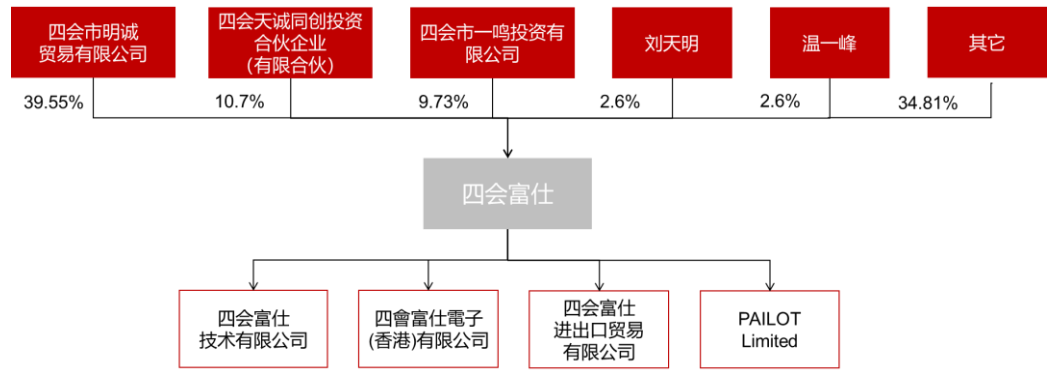 四会市明诚
贸易有限公司
四会天诚同创投资
合伙企业
（有限合伙）
四会市一鸣投资有
限公司
刘天明
温一峰
其它
39.55%
10.7%
9.73%
2.6%
2.6%
34.81%
四会富仕
四会富仕
技术有限公司
四會富仕電子
(香港)有限公司
四会富仕
进出口贸易
有限公司
PAILOT
Limited